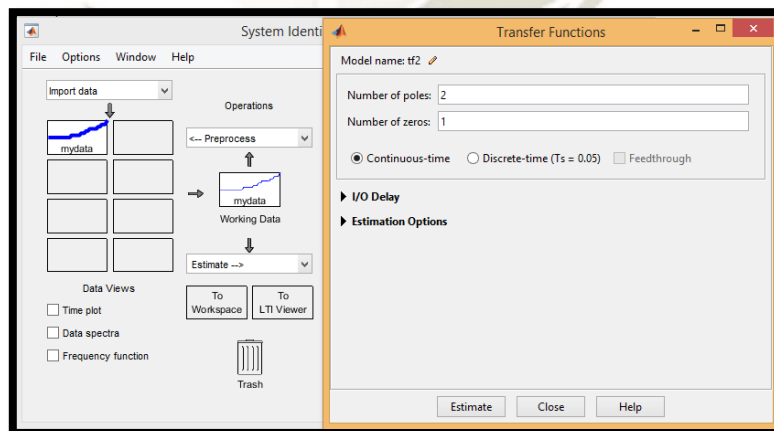 System Identi
File Options Window Help
Import data
mydata
Operations
<-- Preprocess
mydata
Working Data
Estimate -->
To
Workspace
To
LTI Viewer
Data Views
Time plot
Data spectra
Frequency function
Trash
Transfer Functions
Model name: tf2
Number of poles: 2
Number of zeros: 1
Continuous-time Discrete-time (Ts = 0.05) Feedthrough
I/O Delay
Estimation Options
Estimate Close Help